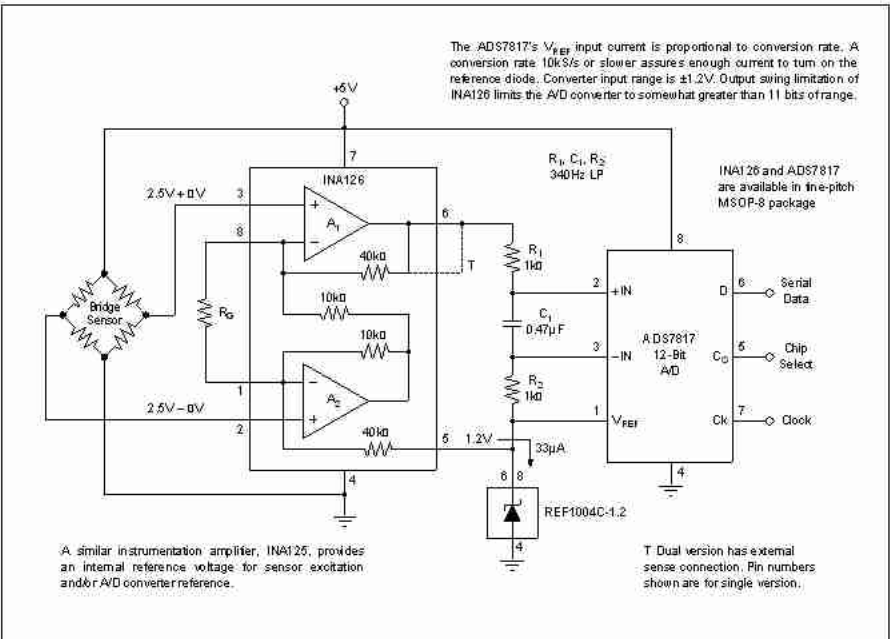 The ADS7817's VREF input current is proportional to conversion rate. A
conversion rate 10kS/s or slower assures enough current to turn on the
reference diode. Converter input range is ±1.2V. Output swing limitation of
INA126 limits the A/D converter to somewhat greater than 11 bits of range.
+5V
7
INA126
R1, C1, R2
340Hz LP
INA126 and ADS7817
are available in fine-pitch
MSOP-8 package
2.5V+ΔV
3
+
A1
–
8
6
40kΩ
T
R1
1kΩ
8
2
+IN
D
6
Serial
Data
Bridge
Sensor
RG
10kΩ
C1
0.47µF
ADS7817
12-Bit
A/D
3
–IN
CS
5
Chip
Select
10kΩ
R2
1kΩ
–
A2
+
1
2.5V–ΔV
2
1
VREF
Ck
7
Clock
40kΩ
5
1.2V
33µA
4
4
6
8
REF1004C-1.2
4
A similar instrumentation amplifier, INA125, provides
an internal reference voltage for sensor excitation
and/or A/D converter reference.
T Dual version has external
sense connection. Pin numbers
shown are for single version.